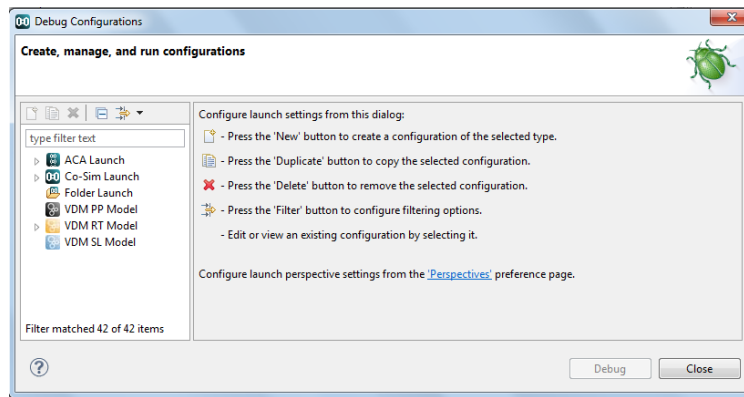 Debug Configurations
Create, manage, and run configurations
type filter text
ACA Launch
Co-Sim Launch
Folder Launch
VDM PP Model
VDM RT Model
VDM SL Model
Filter matched 42 of 42 items
Configure launch settings from this dialog:
- Press the 'New' button to create a configuration of the selected type.
- Press the 'Duplicate' button to copy the selected configuration.
- Press the 'Delete' button to remove the selected configuration.
- Press the 'Filter' button to configure filtering options.
- Edit or view an existing configuration by selecting it.
Configure launch perspective settings from the 'Perspectives' preference page.
Debug
Close